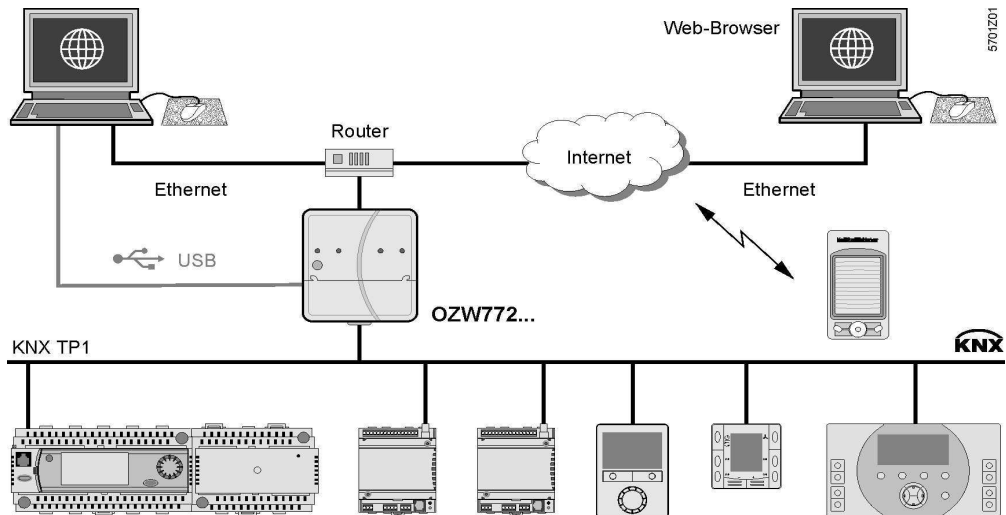 Web-Browser
5701Z01
Router
Internet
Ethernet
Ethernet
USB
OZW772...
KNX TP1
KNX